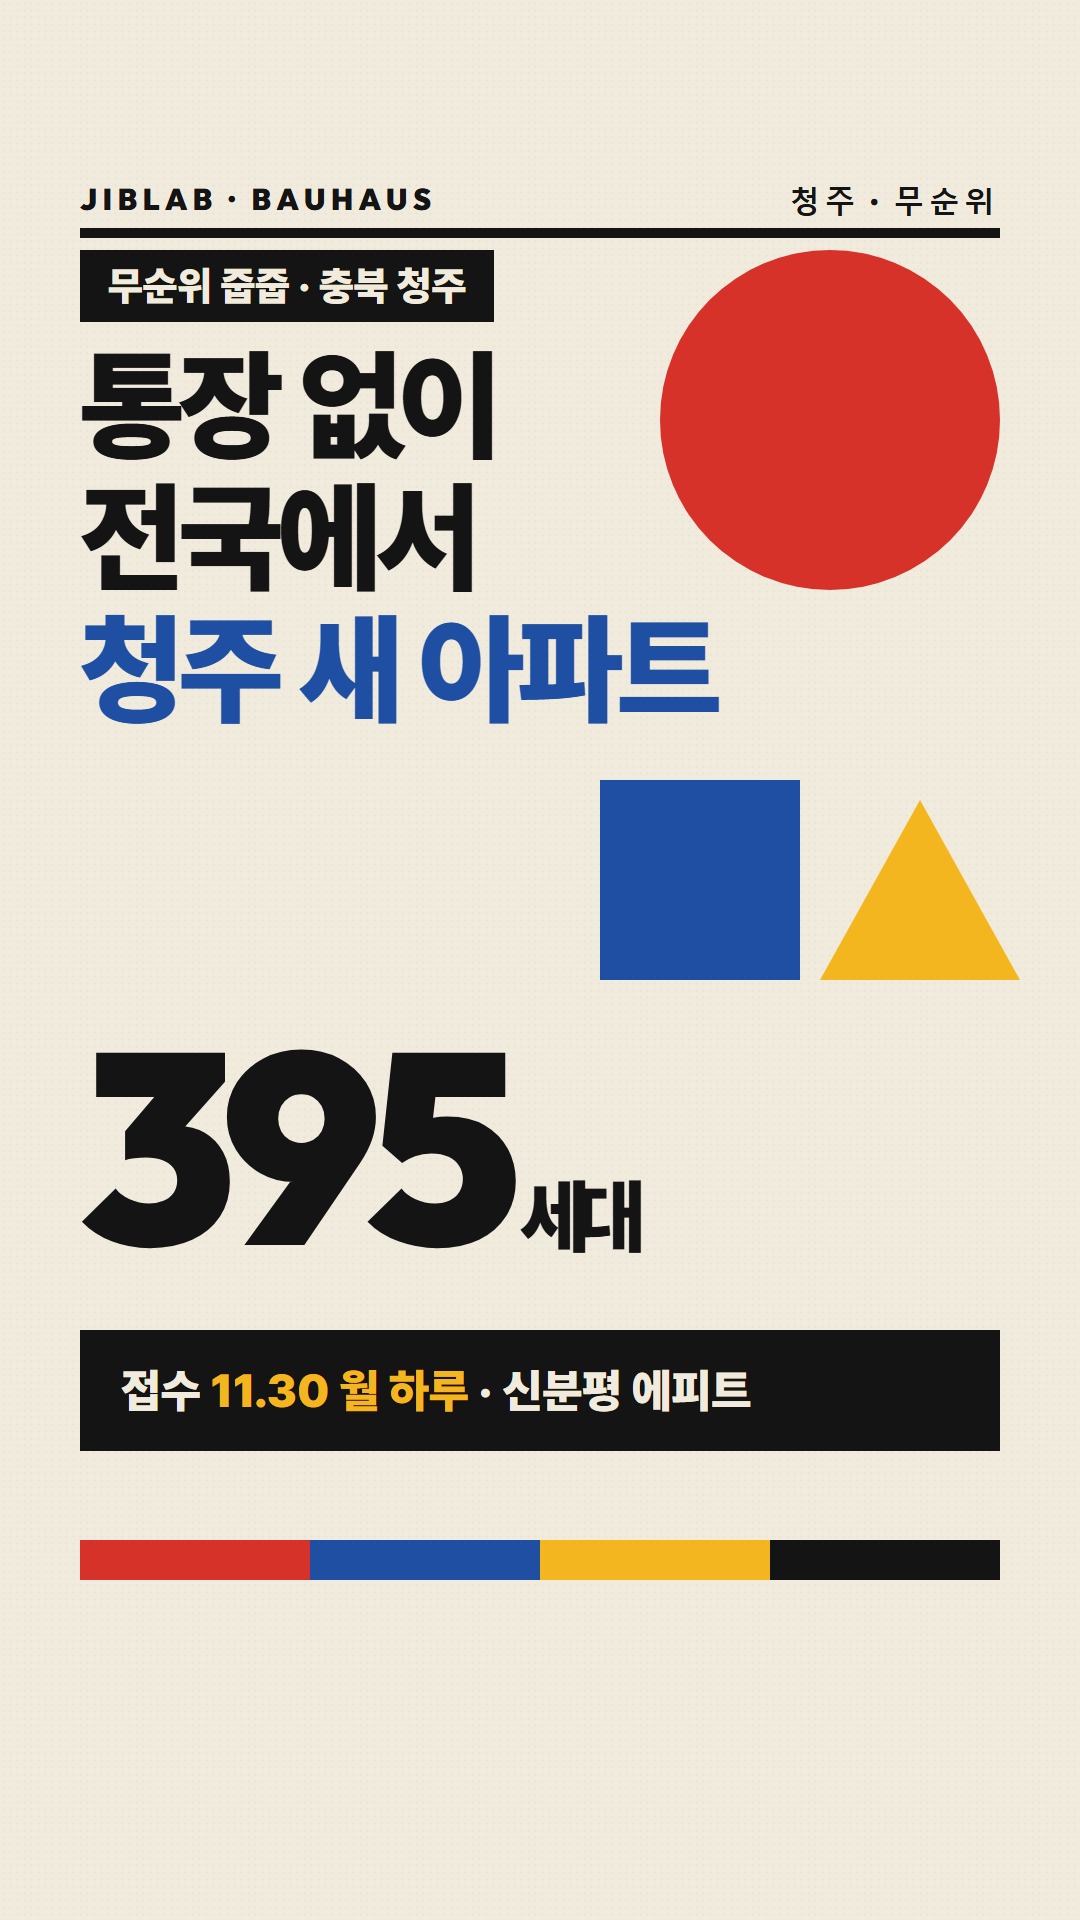 JIBLAB · BAUHAUS
청주 · 무순위
무순위 줍줍 · 충북 청주
통장 없이
전국에서
청주 새 아파트
395세대
접수 11.30 월 하루 · 신분평 에피트